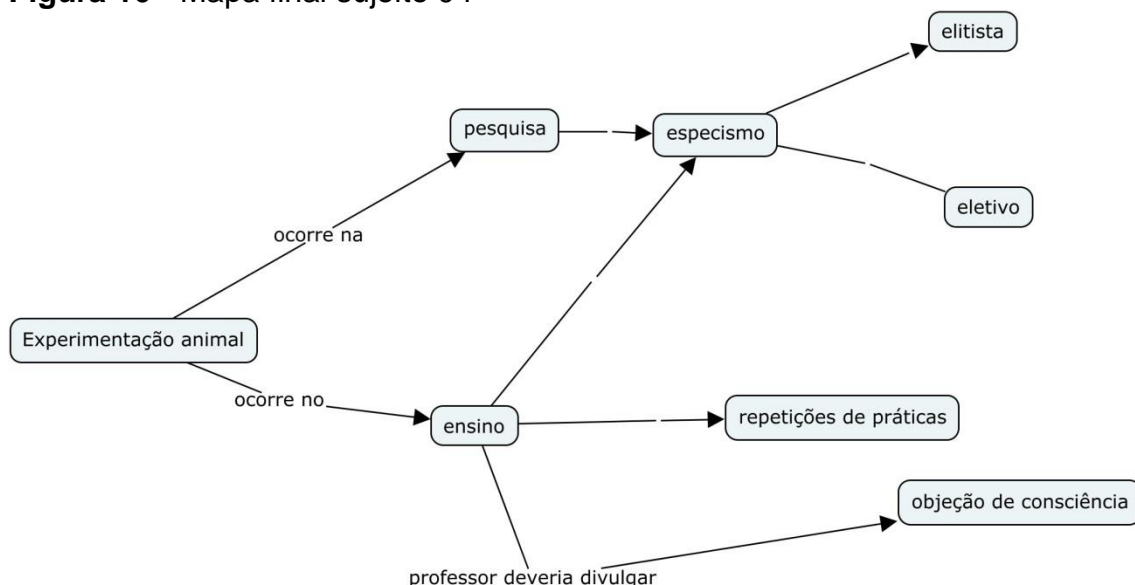 Figura - Mapa final sujeito
elitista
pesquisa
especismo
eletivo
ocorre na
Experimentação animal
ocorre no
ensino
repetições de práticas
objeção de consciência
professor deveria divulgar